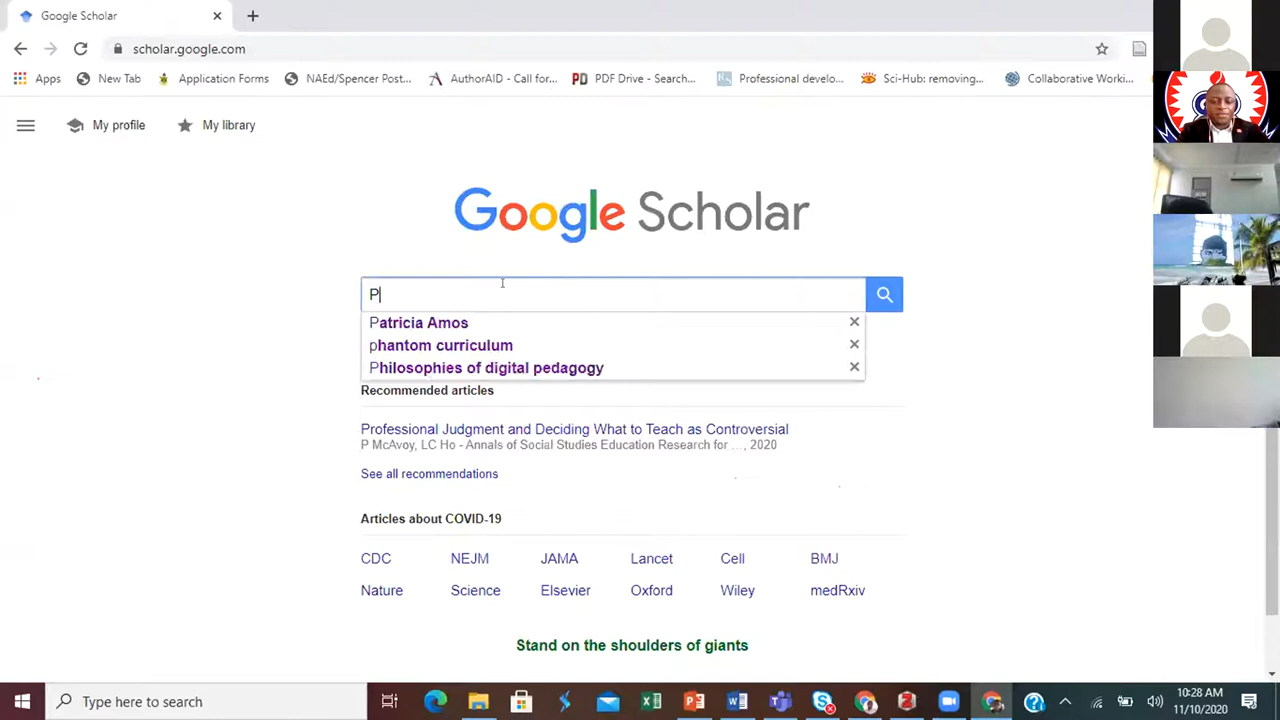 Google Scholar
scholar.google.com
Apps New Tab Application Forms NAEd/Spencer Post... AuthorAID - Call for... PDF Drive - Search... Professional develo... Sci-Hub: removing... Collaborative Worki...
My profile My library
Google Scholar
P
Patricia Amos
phantom curriculum
Philosophies of digital pedagogy
Recommended articles
Professional Judgment and Deciding What to Teach as Controversial
P McAvoy, LC Ho - Annals of Social Studies Education Research for ..., 2020
See all recommendations
Articles about COVID-19
CDC NEJM JAMA Lancet Cell BMJ
Nature Science Elsevier Oxford Wiley medRxiv
Stand on the shoulders of giants
Type here to search
10:28 AM
11/10/2020